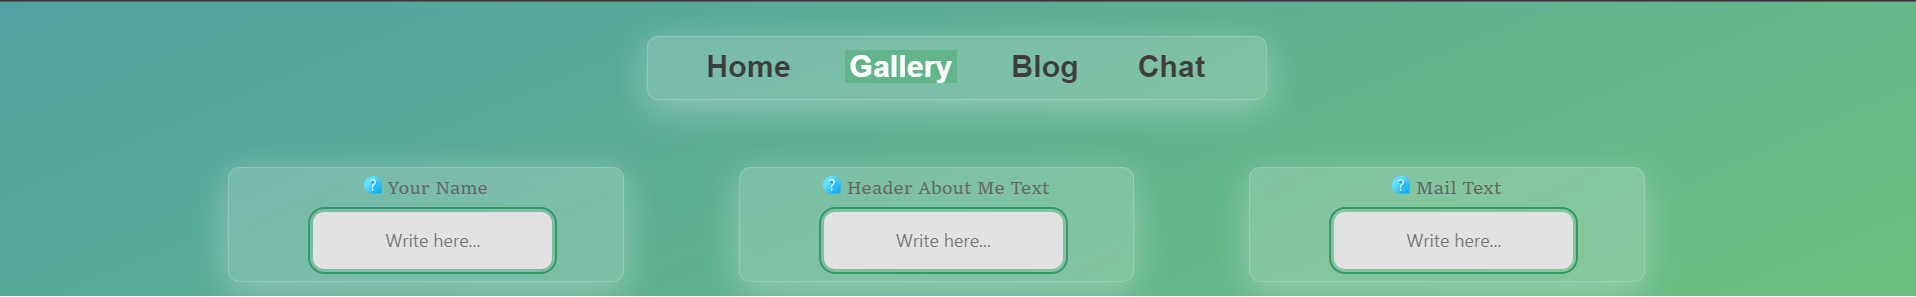 Home Gallery Blog Chat
? Your Name ? Header About Me Text ? Mail Text
Write here... Write here... Write here...